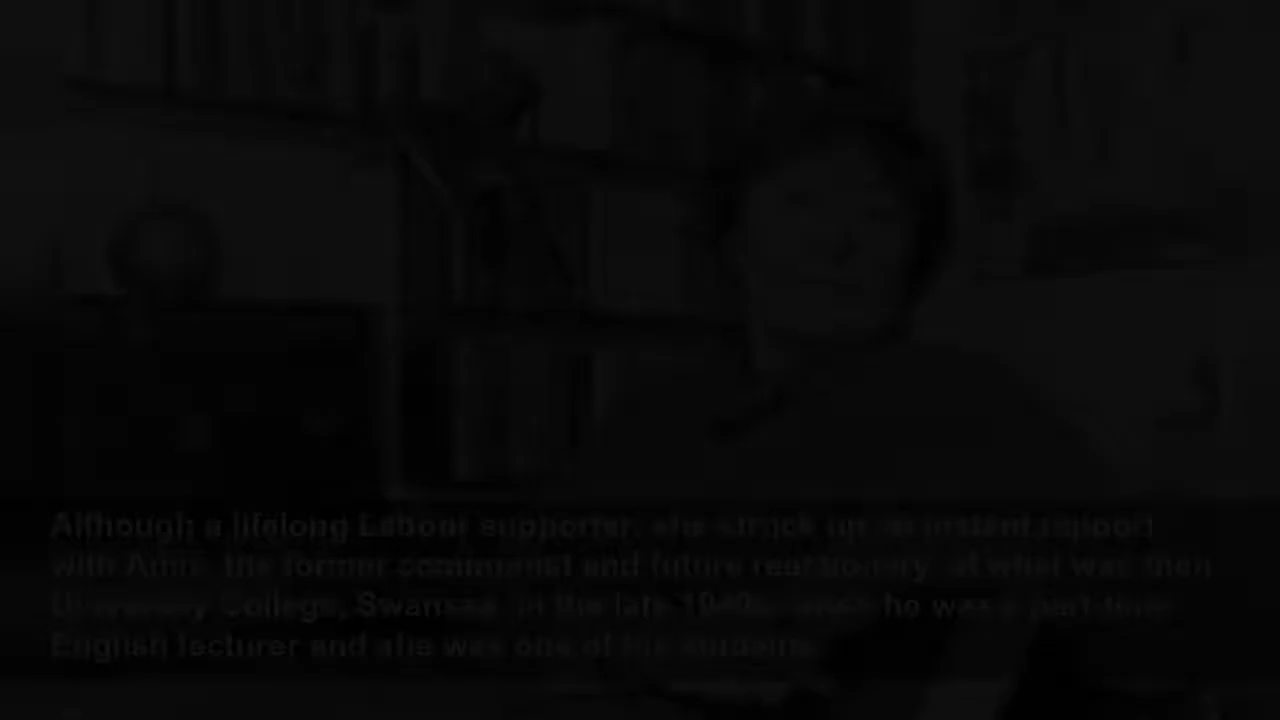 Although a lifelong Labour supporter, she struck up an instant rapport
with Amis, the former communist and future reactionary, at what was then
University College, Swansea, in the late 1940s, when he was a part-time
English lecturer and she was one of his students.